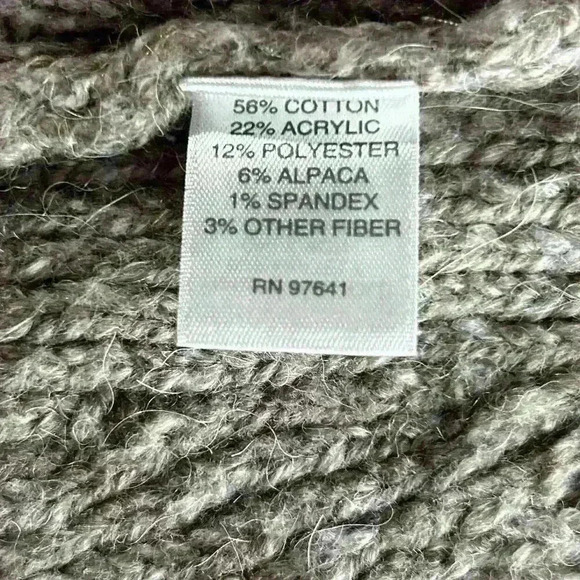 56% COTTON
22% ACRYLIC
12% POLYESTER
6% ALPACA
1% SPANDEX
3% OTHER FIBER
RN 97641